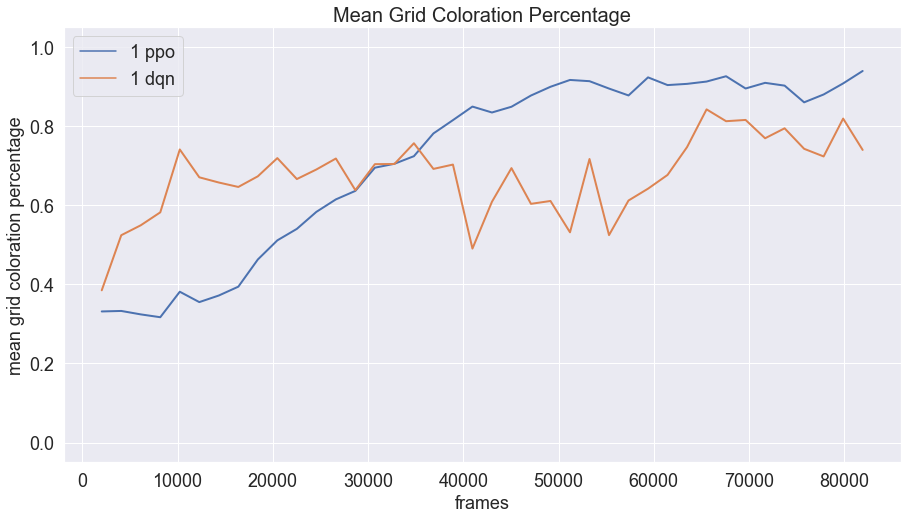 Mean Grid Coloration Percentage
1 ppo
1 dqn
mean grid coloration percentage
1.0
0.8
0.6
0.4
0.2
0.0
0 10000 20000 30000 40000 50000 60000 70000 80000
frames